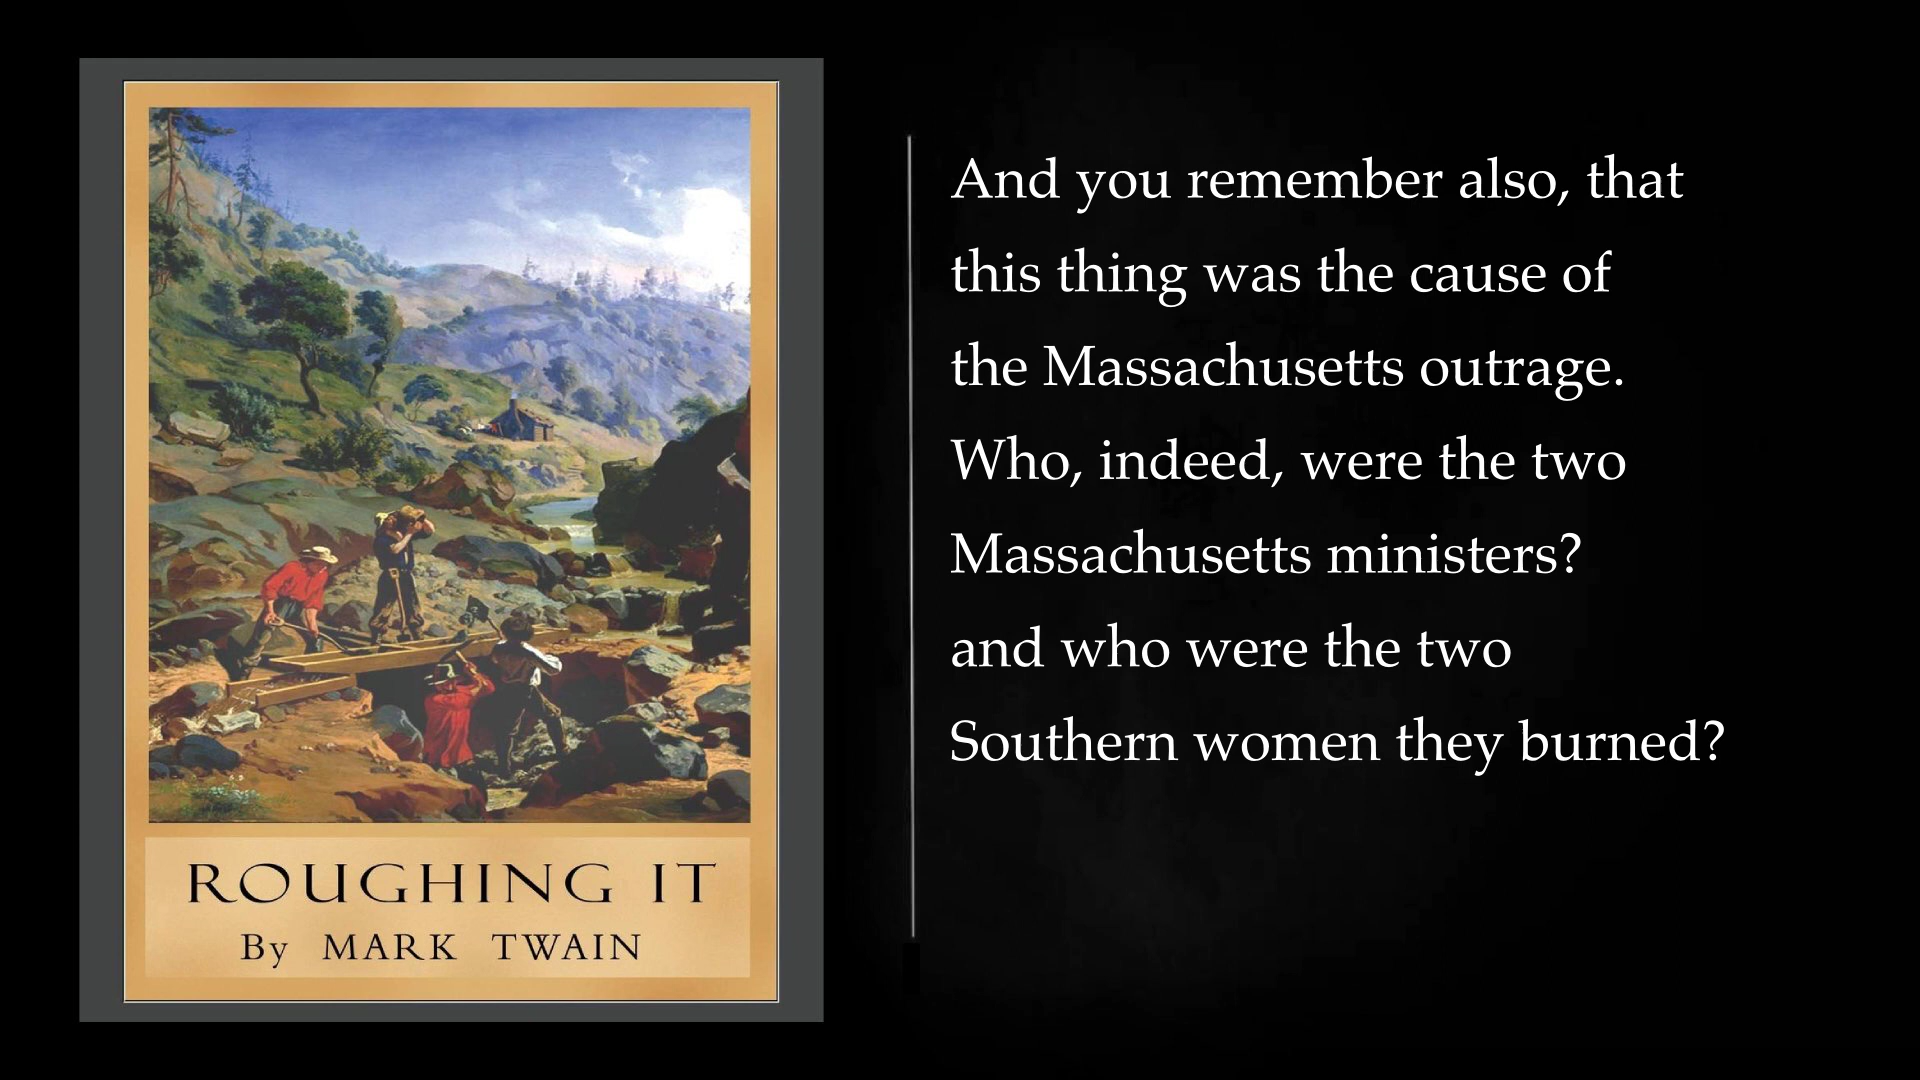 ROUGHING IT
By MARK TWAIN
And you remember also, that
this thing was the cause of
the Massachusetts outrage.
Who, indeed, were the two
Massachusetts ministers?
and who were the two
Southern women they burned?